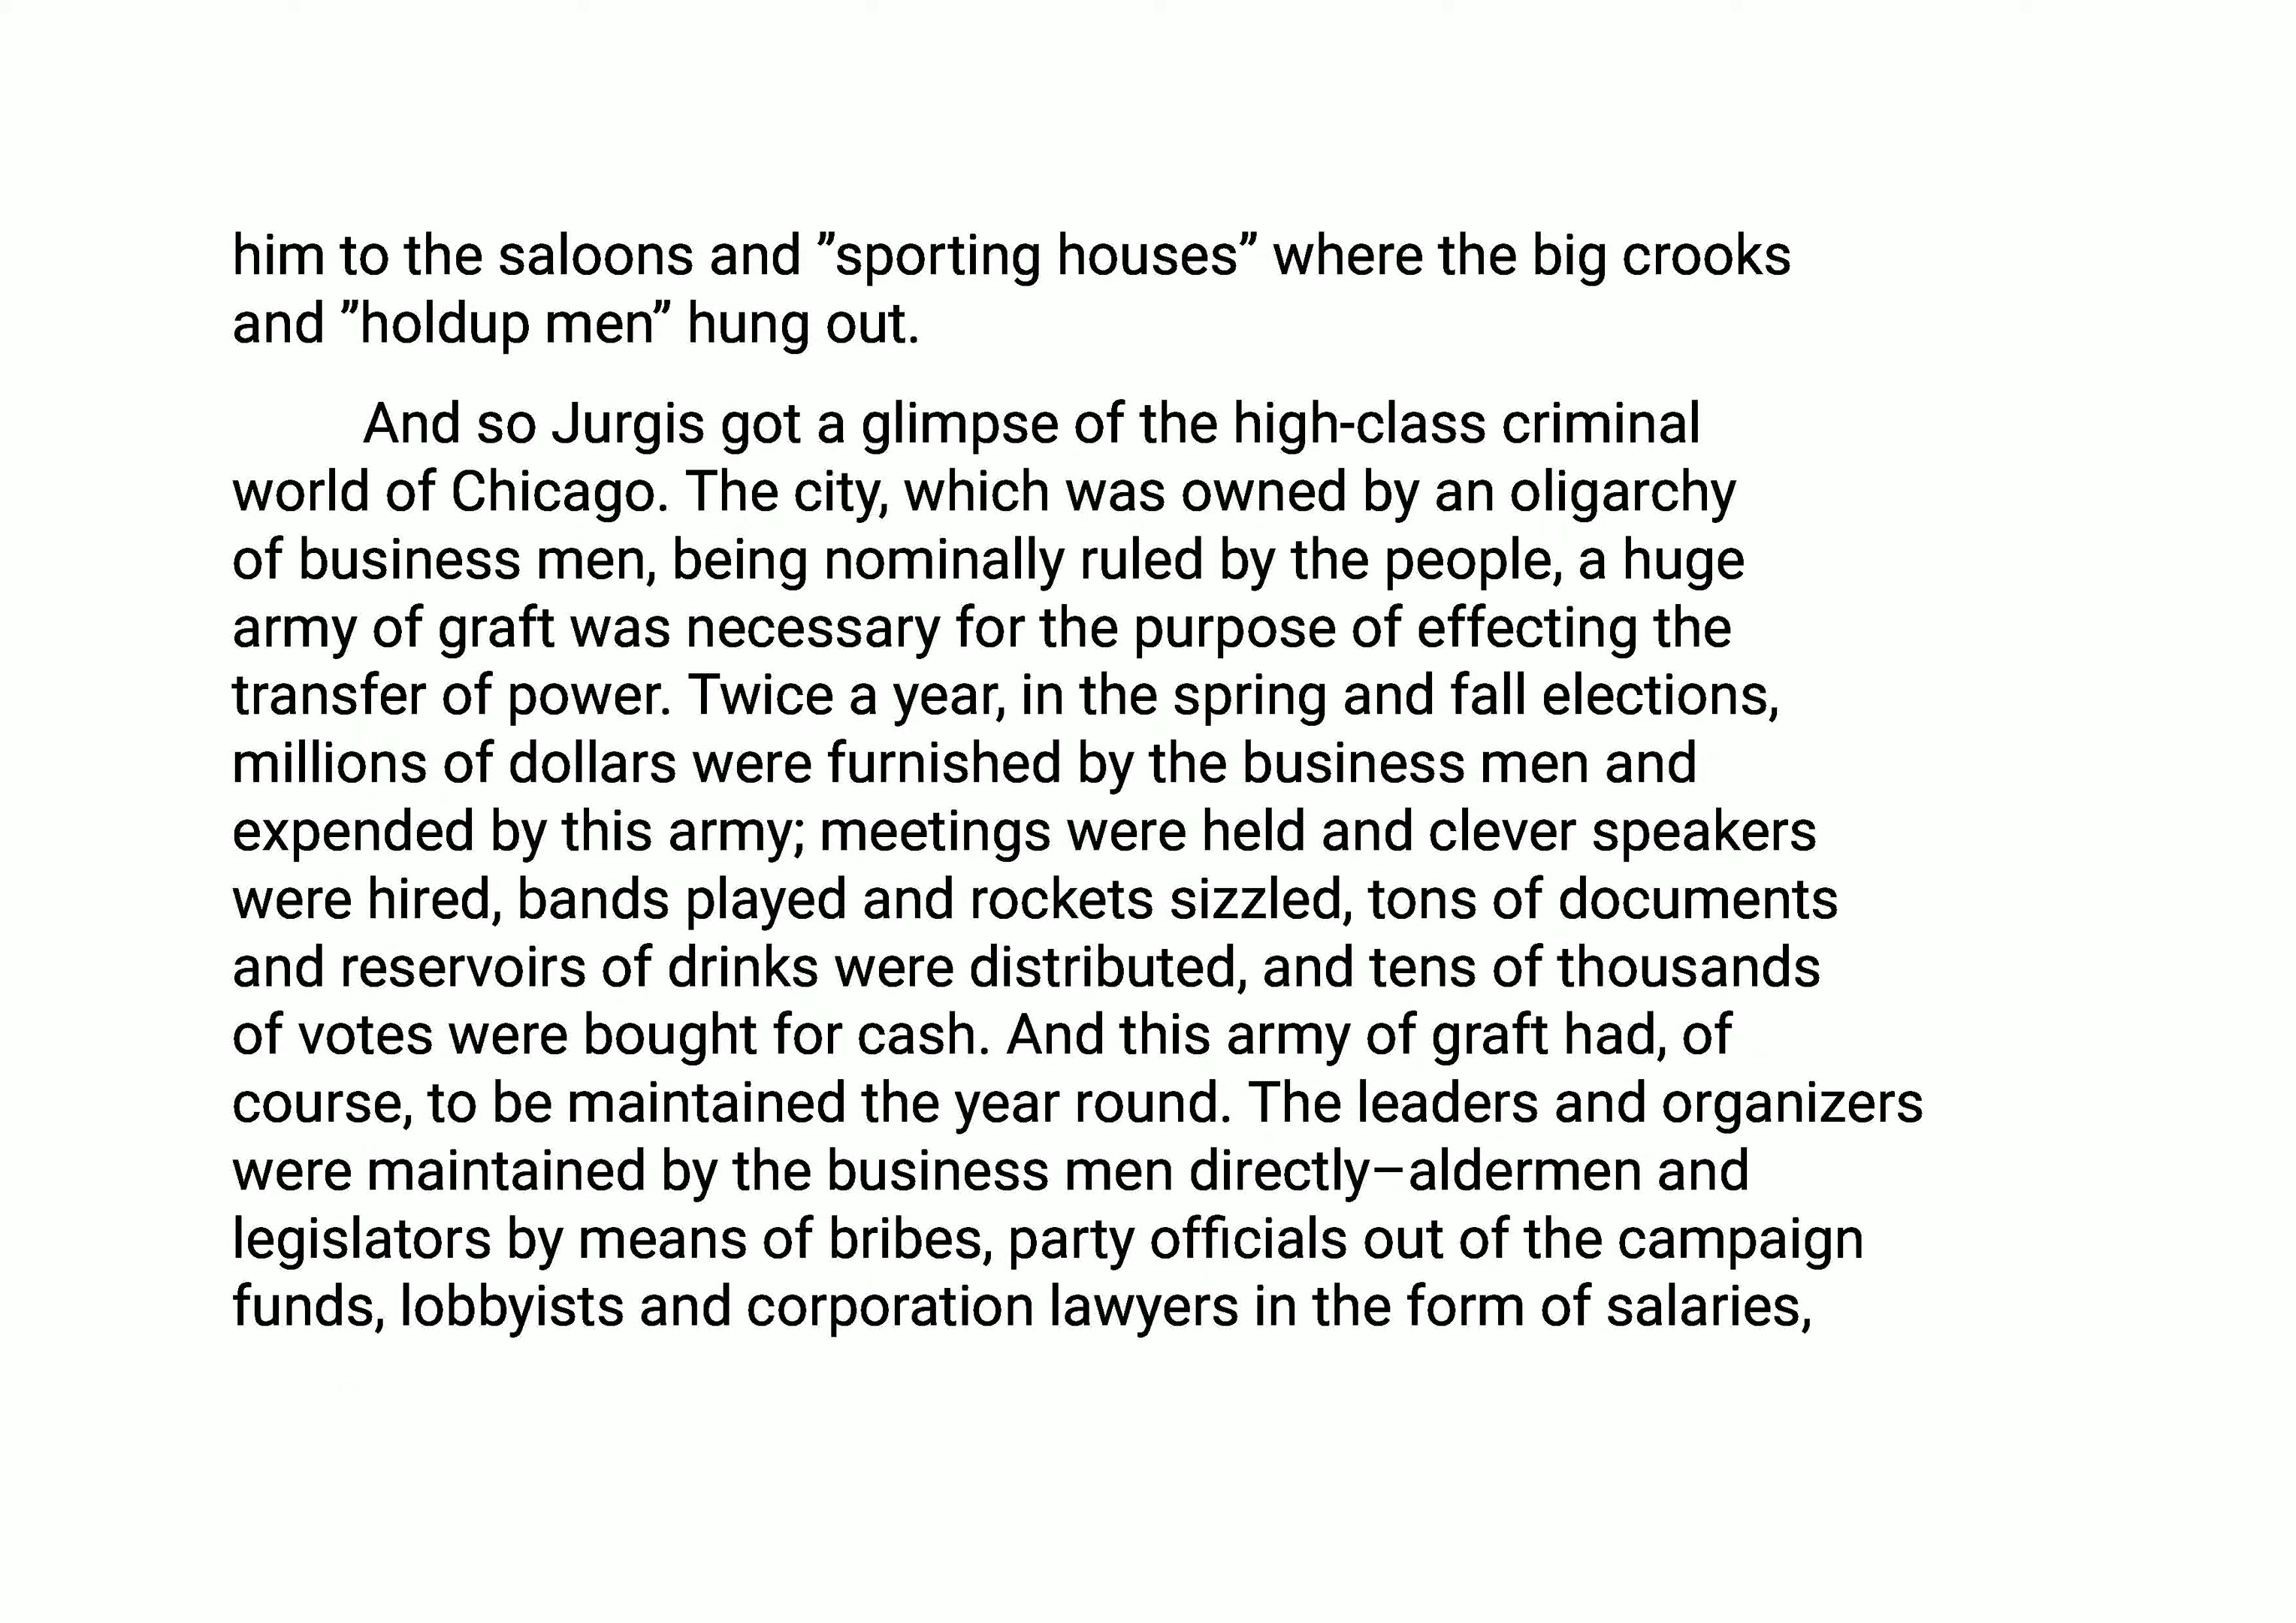 him to the saloons and ”sporting houses” where the big crooks
and ”holdup men” hung out.
And so Jurgis got a glimpse of the high-class criminal
world of Chicago. The city, which was owned by an oligarchy
of business men, being nominally ruled by the people, a huge
army of graft was necessary for the purpose of effecting the
transfer of power. Twice a year, in the spring and fall elections,
millions of dollars were furnished by the business men and
expended by this army; meetings were held and clever speakers
were hired, bands played and rockets sizzled, tons of documents
and reservoirs of drinks were distributed, and tens of thousands
of votes were bought for cash. And this army of graft had, of
course, to be maintained the year round. The leaders and organizers
were maintained by the business men directly–aldermen and
legislators by means of bribes, party officials out of the campaign
funds, lobbyists and corporation lawyers in the form of salaries,